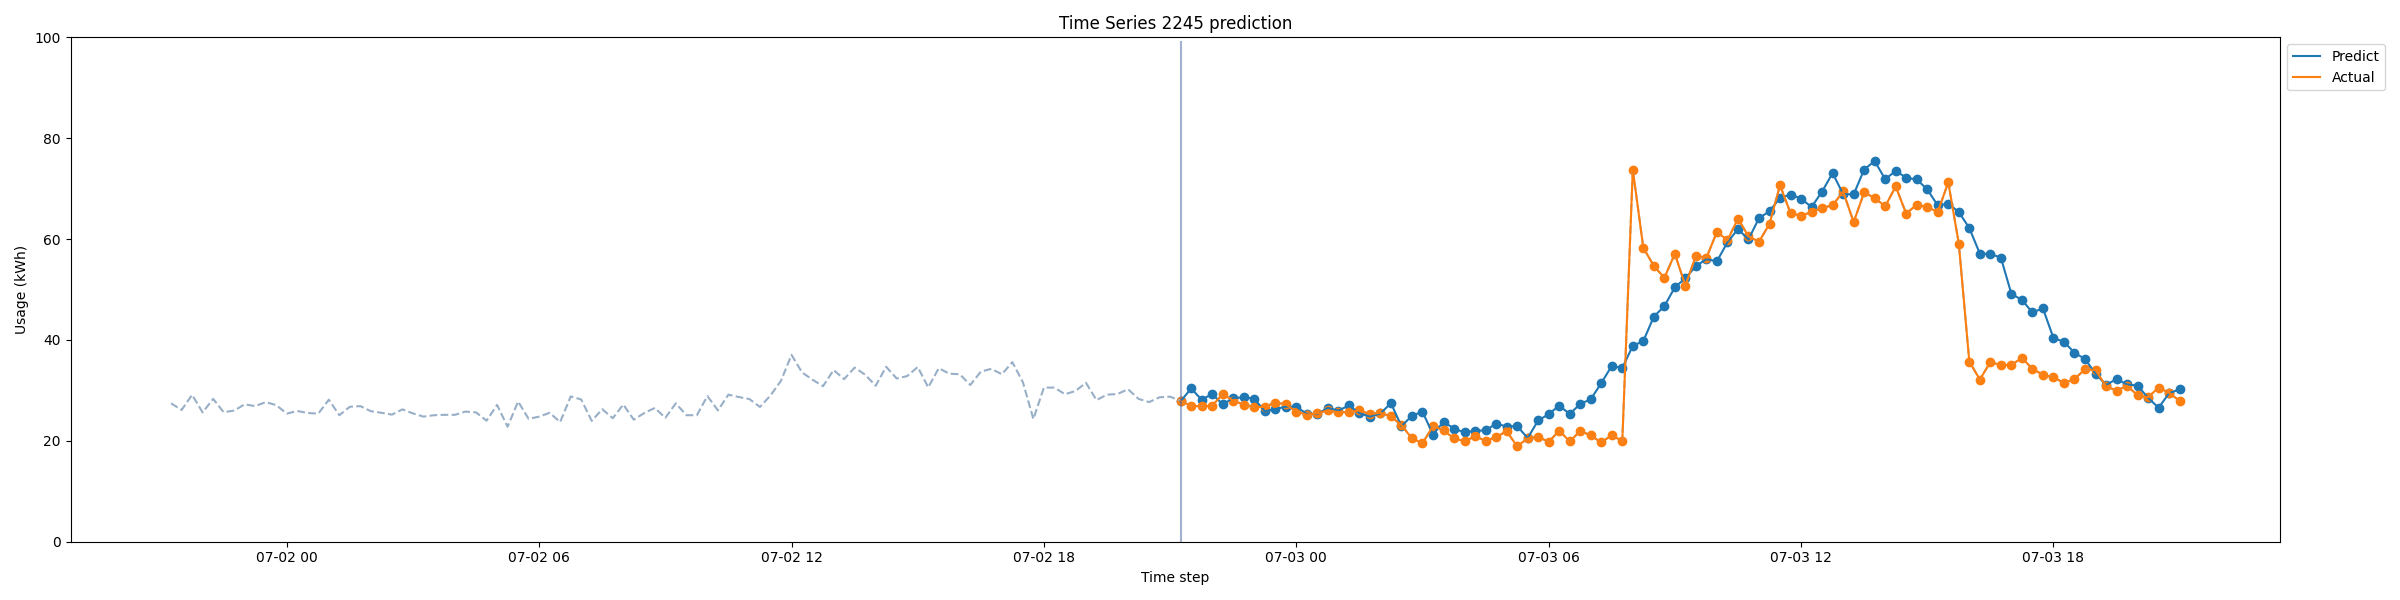 Time Series 2245 prediction
100
80
60
40
20
0
Usage (kWh)
07-02 00
07-02 06
07-02 12
07-02 18
07-03 00
07-03 06
07-03 12
07-03 18
Time step
Predict
Actual